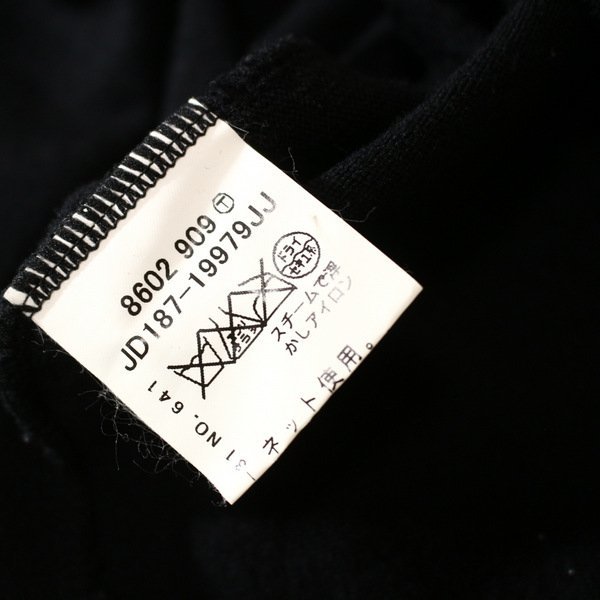 8602 909 Ⓣ
JD187-19979JJ
ドライ
セキユ系
スチームで浮
かしアイロン
ネット使用。
31 NO. 641